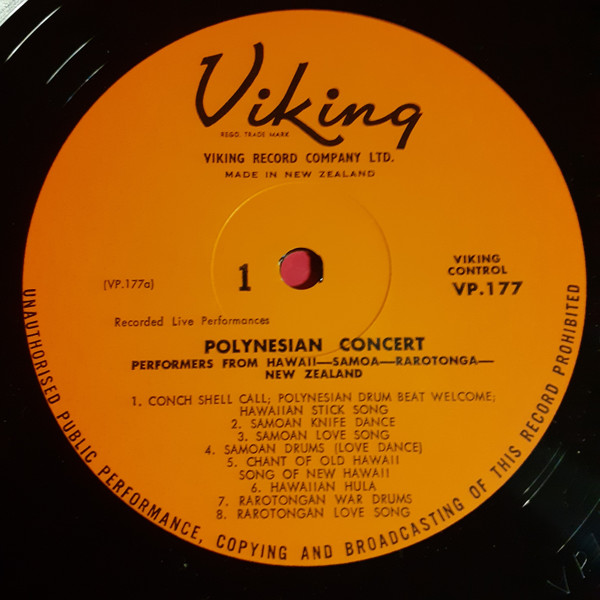 Viking
REGD. TRADE MARK
VIKING RECORD COMPANY LTD.
MADE IN NEW ZEALAND
1
(VP.177a)
VIKING
CONTROL
VP.177
Recorded Live Performances
POLYNESIAN CONCERT
PERFORMERS FROM HAWAII—SAMOA—RAROTONGA—
NEW ZEALAND
1. CONCH SHELL CALL; POLYNESIAN DRUM BEAT WELCOME;
HAWAIIAN STICK SONG
2. SAMOAN KNIFE DANCE
3. SAMOAN LOVE SONG
4. SAMOAN DRUMS (LOVE DANCE)
5. CHANT OF OLD HAWAII
SONG OF NEW HAWAII
6. HAWAIIAN HULA
7. RAROTONGAN WAR DRUMS
8. RAROTONGAN LOVE SONG
UNAUTHORISED PUBLIC PERFORMANCE, COPYING AND BROADCASTING OF THIS RECORD PROHIBITED